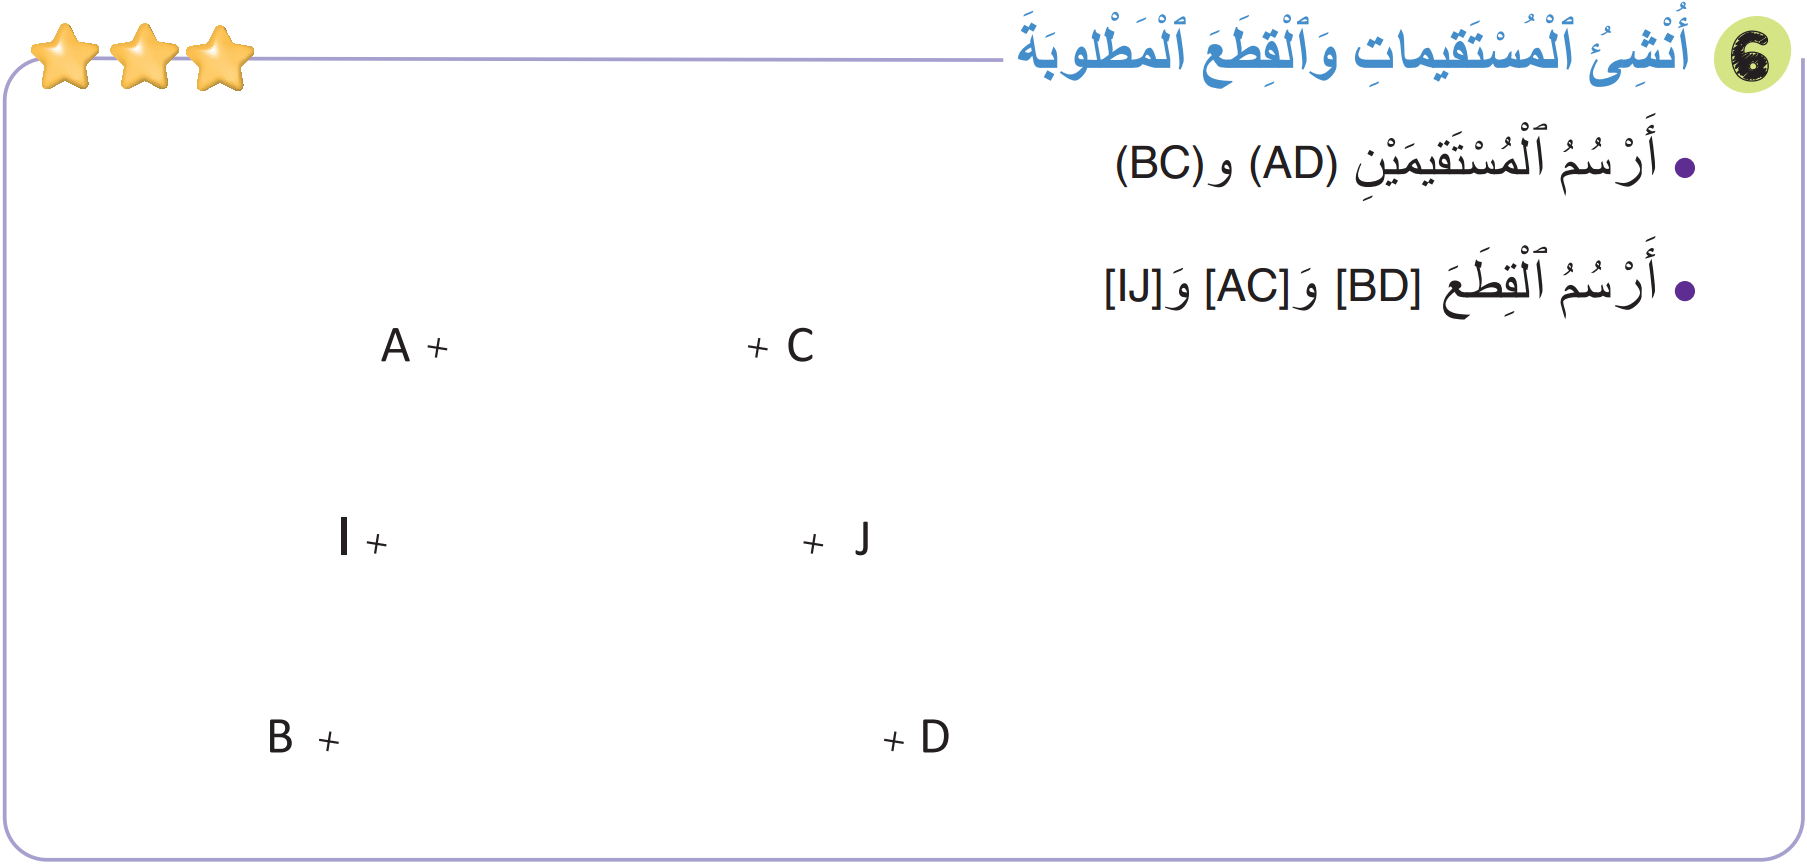 6 أُنْشِئُ ٱلْمُسْتَقيماتِ وَٱلْقِطَعَ ٱلْمَطْلوبَةَ
• أَرْسُمُ ٱلْمُسْتَقيمَيْنِ (AD) و (BC)
• أَرْسُمُ ٱلْقِطَعَ [BD] وَ[AC] وَ[IJ]
A + + C
I + + J
B + + D